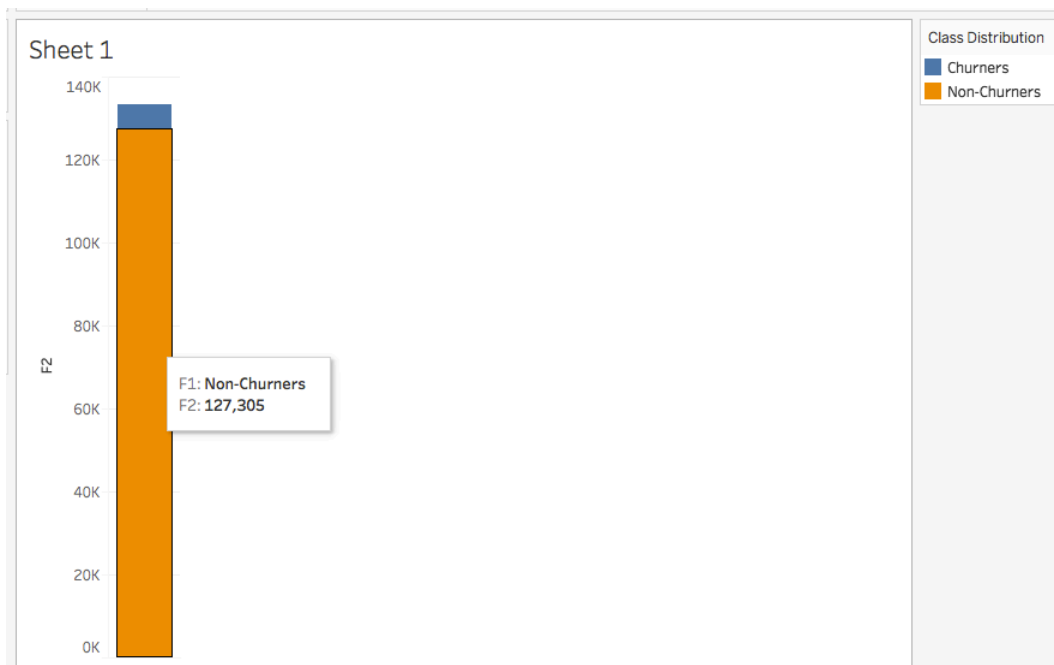 Sheet 1
140K
120K
100K
80K
60K
40K
20K
0K
F2
F1: Non-Churners
F2: 127,305
Class Distribution
Churners
Non-Churners